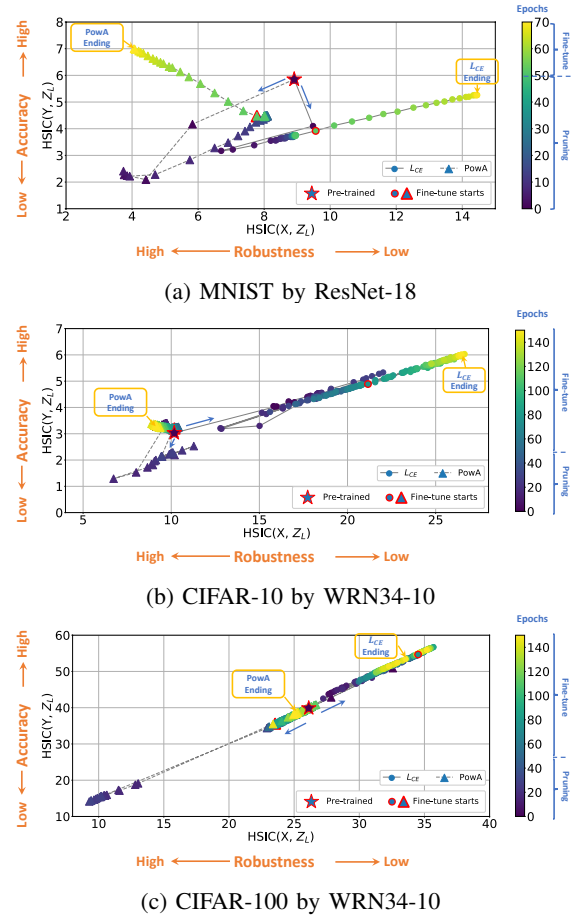 Epochs
PowA Ending
L_CE Ending
8
7
6
5
4
3
2
1
HSIC(Y, Z_L)
Low ← Accuracy → High
2 4 6 8 10 12 14
HSIC(X, Z_L)
L_CE PowA
Pre-trained Fine-tune starts
70
60
50
40
30
20
10
0
Fine-tune
Pruning
High ← Robustness → Low
(a) MNIST by ResNet-18
Epochs
PowA Ending
L_CE Ending
7
6
5
4
3
2
1
0
HSIC(Y, Z_L)
Low ← Accuracy → High
5 10 15 20 25
HSIC(X, Z_L)
L_CE PowA
Pre-trained Fine-tune starts
140
120
100
80
60
40
20
0
Fine-tune
Pruning
High ← Robustness → Low
(b) CIFAR-10 by WRN34-10
Epochs
PowA Ending
L_CE Ending
60
50
40
30
20
10
HSIC(Y, Z_L)
Low ← Accuracy → High
10 15 20 25 30 35 40
HSIC(X, Z_L)
L_CE PowA
Pre-trained Fine-tune starts
140
120
100
80
60
40
20
0
Fine-tune
Pruning
High ← Robustness → Low
(c) CIFAR-100 by WRN34-10